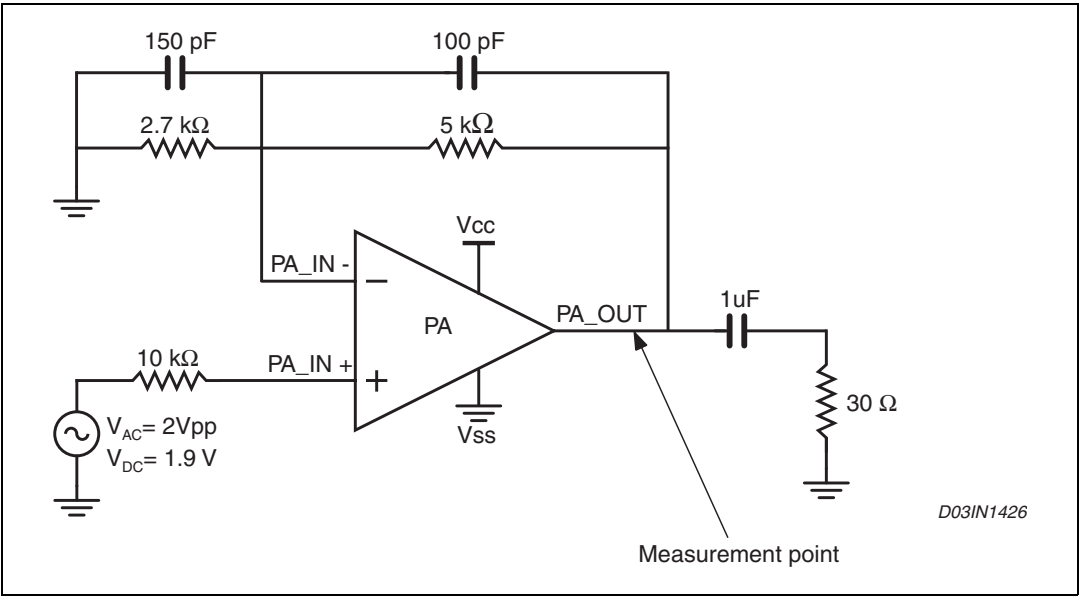 150 pF
100 pF
2.7 kΩ
5 kΩ
Vcc
PA_IN -
−
PA
PA_OUT
1uF
10 kΩ
PA_IN +
+
30 Ω
V_AC= 2Vpp
V_DC= 1.9 V
Vss
D03IN1426
Measurement point